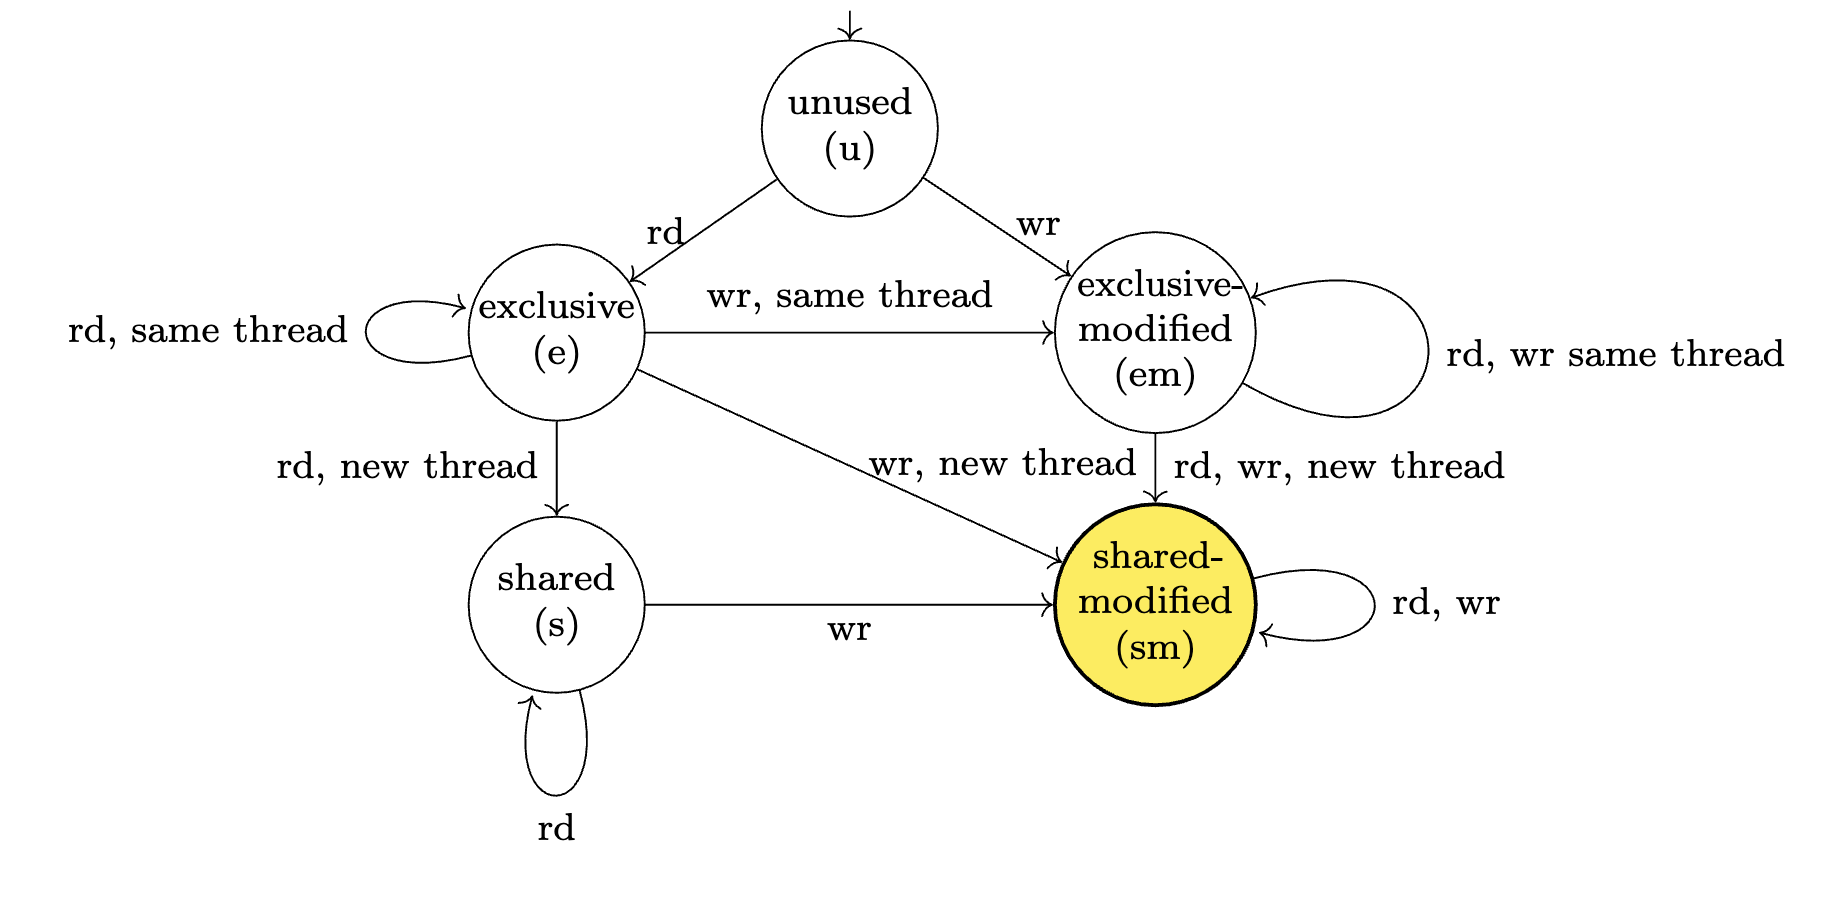 unused
(u)
rd
wr
exclusive
(e)
wr, same thread
exclusive-
modified
(em)
rd, same thread
rd, wr same thread
rd, new thread
wr, new thread
rd, wr, new thread
shared
(s)
wr
shared-
modified
(sm)
rd, wr
rd